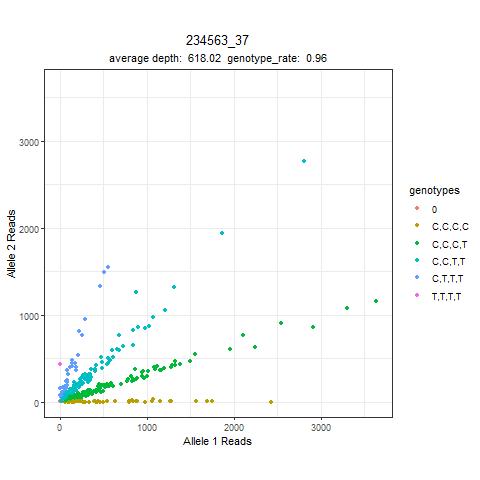 234563_37
average depth:  618.02  genotype_rate:  0.96
Allele 2 Reads
3000
2000
1000
0
0
1000
2000
3000
Allele 1 Reads
genotypes
0
C,C,C,C
C,C,C,T
C,C,T,T
C,T,T,T
T,T,T,T